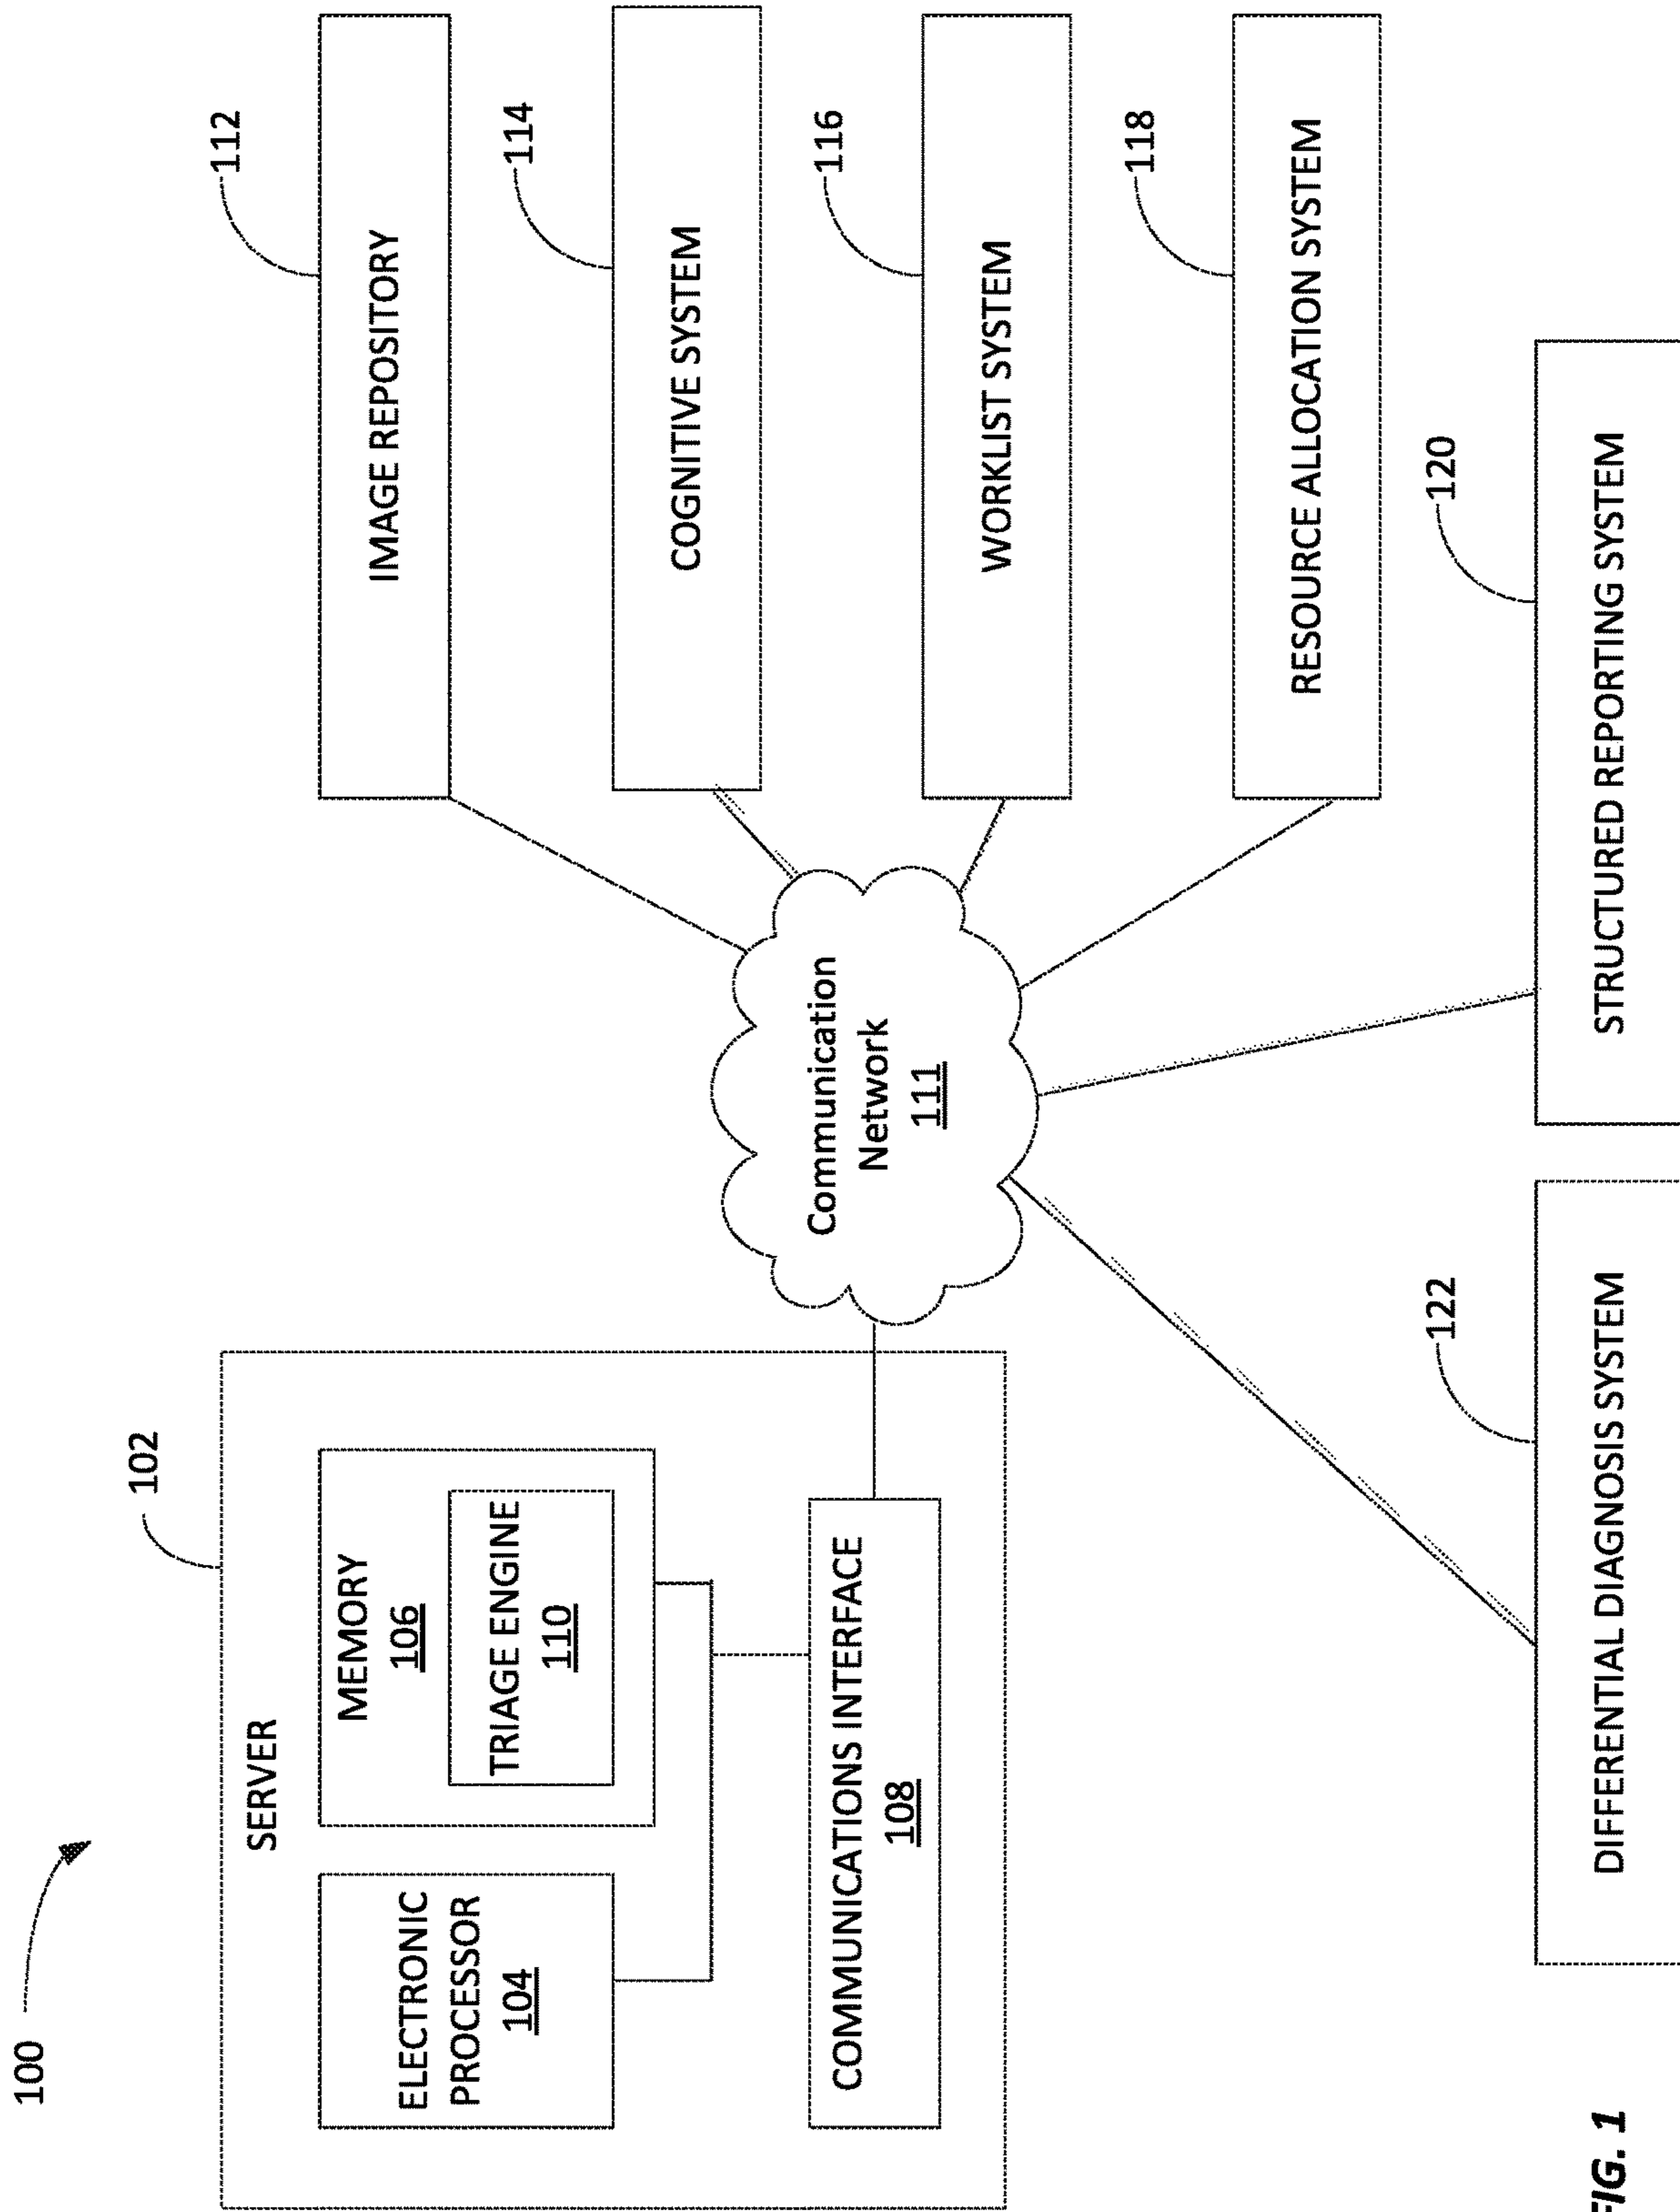 100
102
SERVER
ELECTRONIC
PROCESSOR
104
MEMORY
106
TRIAGE ENGINE
110
COMMUNICATIONS INTERFACE
108
Communication
Network
111
112
IMAGE REPOSITORY
114
COGNITIVE SYSTEM
116
WORKLIST SYSTEM
118
RESOURCE ALLOCATION SYSTEM
120
STRUCTURED REPORTING SYSTEM
122
DIFFERENTIAL DIAGNOSIS SYSTEM
FIG. 1